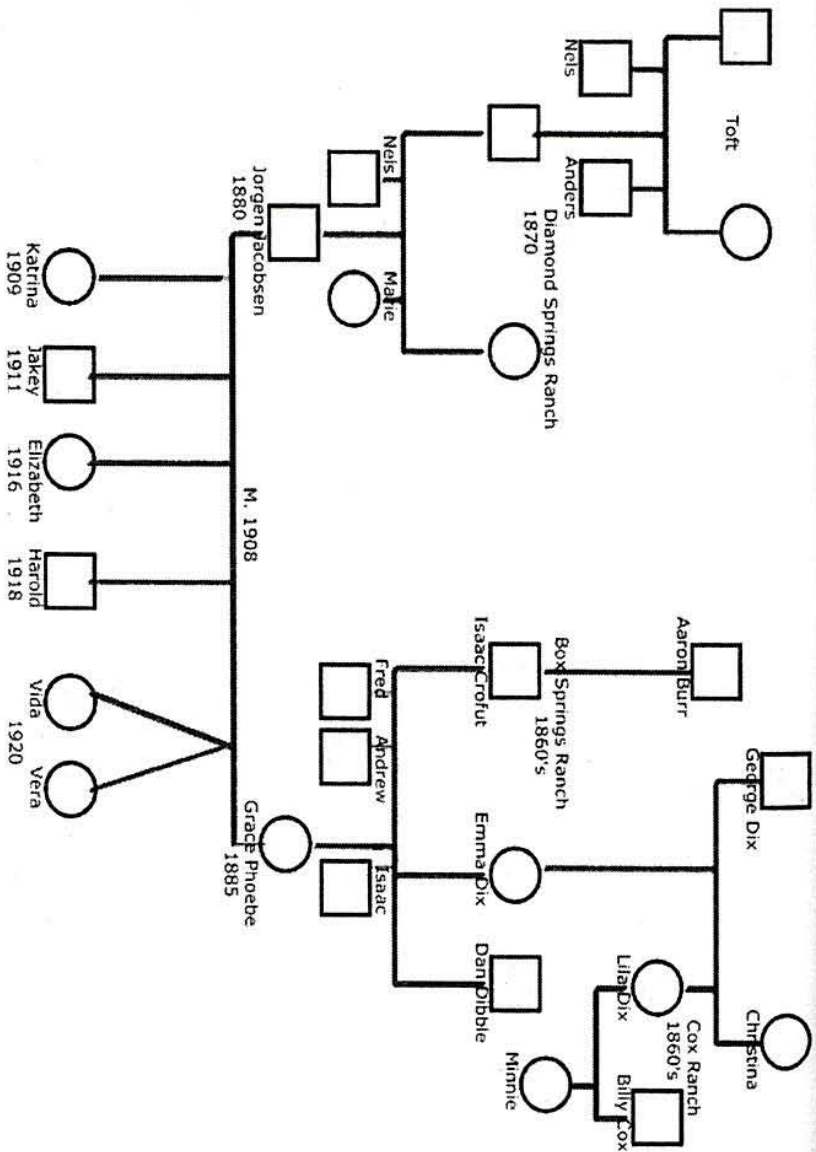 Toft
George Dix
Christina
Aaron Burr
Cox Ranch
1860's
Lila Dix
Billy Cox
Nels
Anders
Diamond Springs Ranch
1870
Box Springs Ranch
1860's
Minnie
Isaac Crofut
Emma Dix
Dan Dibble
Nels
Marie
Fred
Andrew
Isaac
Jorgen Jacobsen
1880
M. 1908
Grace Phoebe
1885
Katrina
1909
Jakey
1911
Elizabeth
1916
Harold
1918
Vida
1920
Vera